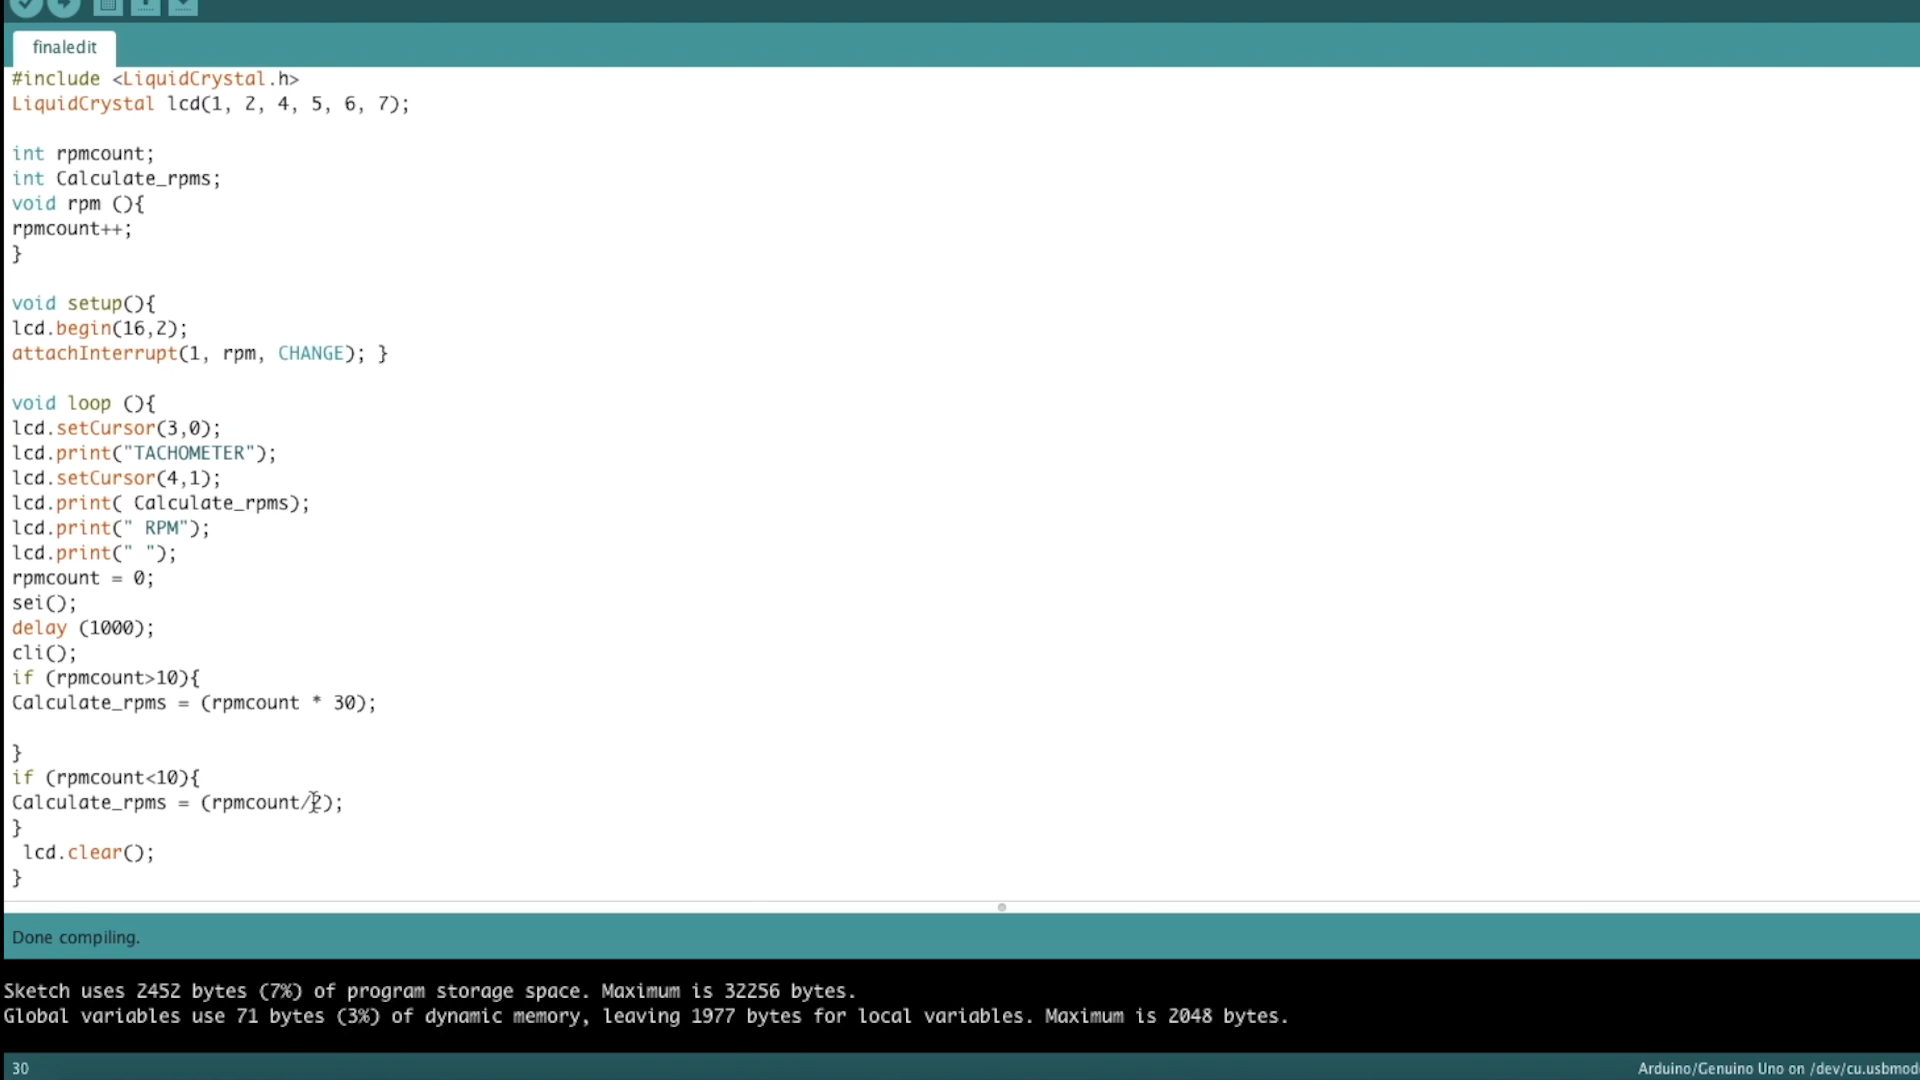 finaledit
#include <LiquidCrystal.h>
LiquidCrystal lcd(1, 2, 4, 5, 6, 7);
int rpmcount;
int Calculate_rpms;
void rpm (){
rpmcount++;
}
void setup(){
lcd.begin(16,2);
attachInterrupt(1, rpm, CHANGE); }
void loop (){
lcd.setCursor(3,0);
lcd.print("TACHOMETER");
lcd.setCursor(4,1);
lcd.print( Calculate_rpms);
lcd.print(" RPM");
lcd.print(" ");
rpmcount = 0;
sei();
delay (1000);
cli();
if (rpmcount>10){
Calculate_rpms = (rpmcount * 30);
}
if (rpmcount<10){
Calculate_rpms = (rpmcount/2);
}
lcd.clear();
}
Done compiling.
Sketch uses 2452 bytes (7%) of program storage space. Maximum is 32256 bytes.
Global variables use 71 bytes (3%) of dynamic memory, leaving 1977 bytes for local variables. Maximum is 2048 bytes.
30
Arduino/Genuino Uno on /dev/cu.usbmod